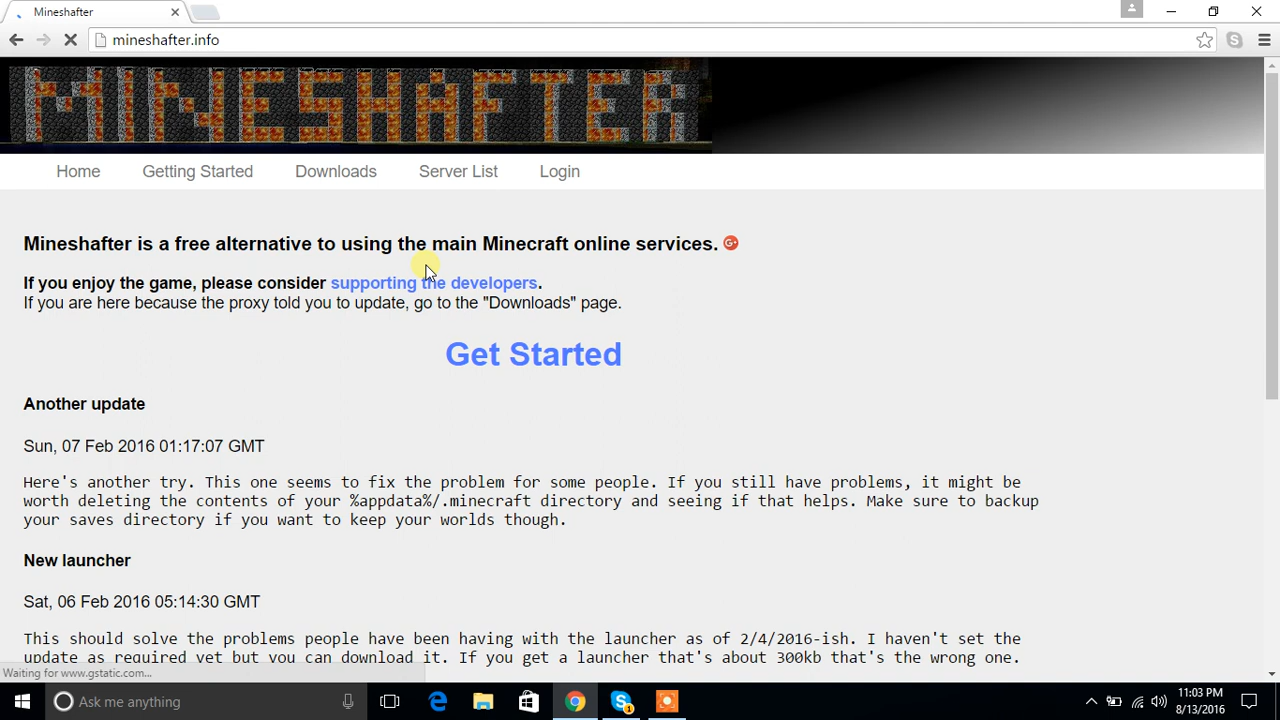 Mineshafter
mineshafter.info
MINESHAFTER
Home Getting Started Downloads Server List Login
Mineshafter is a free alternative to using the main Minecraft online services.
If you enjoy the game, please consider supporting the developers.
If you are here because the proxy told you to update, go to the "Downloads" page.
Get Started
Another update
Sun, 07 Feb 2016 01:17:07 GMT
Here's another try. This one seems to fix the problem for some people. If you still have problems, it might be
worth deleting the contents of your %appdata%/.minecraft directory and seeing if that helps. Make sure to backup
your saves directory if you want to keep your worlds though.
New launcher
Sat, 06 Feb 2016 05:14:30 GMT
This should solve the problems people have been having with the launcher as of 2/4/2016-ish. I haven't set the
update as required yet but you can download it. If you get a launcher that's about 300kb that's the wrong one.
Waiting for www.gstatic.com...
Ask me anything
1
11:03 PM
8/13/2016